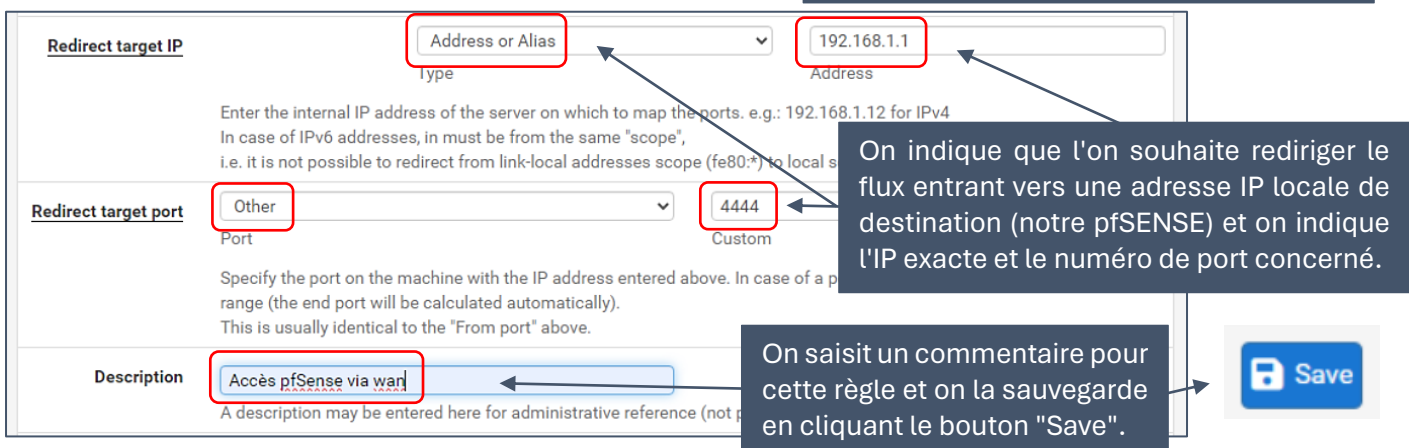 Redirect target IP
Address or Alias
192.168.1.1
Type
Address
Enter the internal IP address of the server on which to map the ports. e.g.: 192.168.1.12 for IPv4
In case of IPv6 addresses, in must be from the same "scope",
i.e. it is not possible to redirect from link-local addresses scope (fe80:*) to local
On indique que l'on souhaite rediriger le
flux entrant vers une adresse IP locale de
destination (notre pfSENSE) et on indique
l'IP exacte et le numéro de port concerné.
Redirect target port
Other
4444
Port
Custom
Specify the port on the machine with the IP address entered above. In case of a
range (the end port will be calculated automatically).
This is usually identical to the "From port" above.
Description
Accès pfSense via wan
A description may be entered here for administrative reference (not
On saisit un commentaire pour
cette règle et on la sauvegarde
en cliquant le bouton "Save".
Save